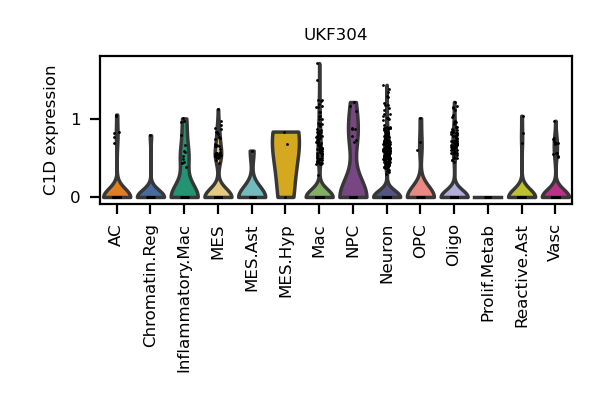 UKF304
C1D expression
1
0
AC
Chromatin.Reg
Inflammatory.Mac
MES
MES.Ast
MES.Hyp
Mac
NPC
Neuron
OPC
Oligo
Prolif.Metab
Reactive.Ast
Vasc